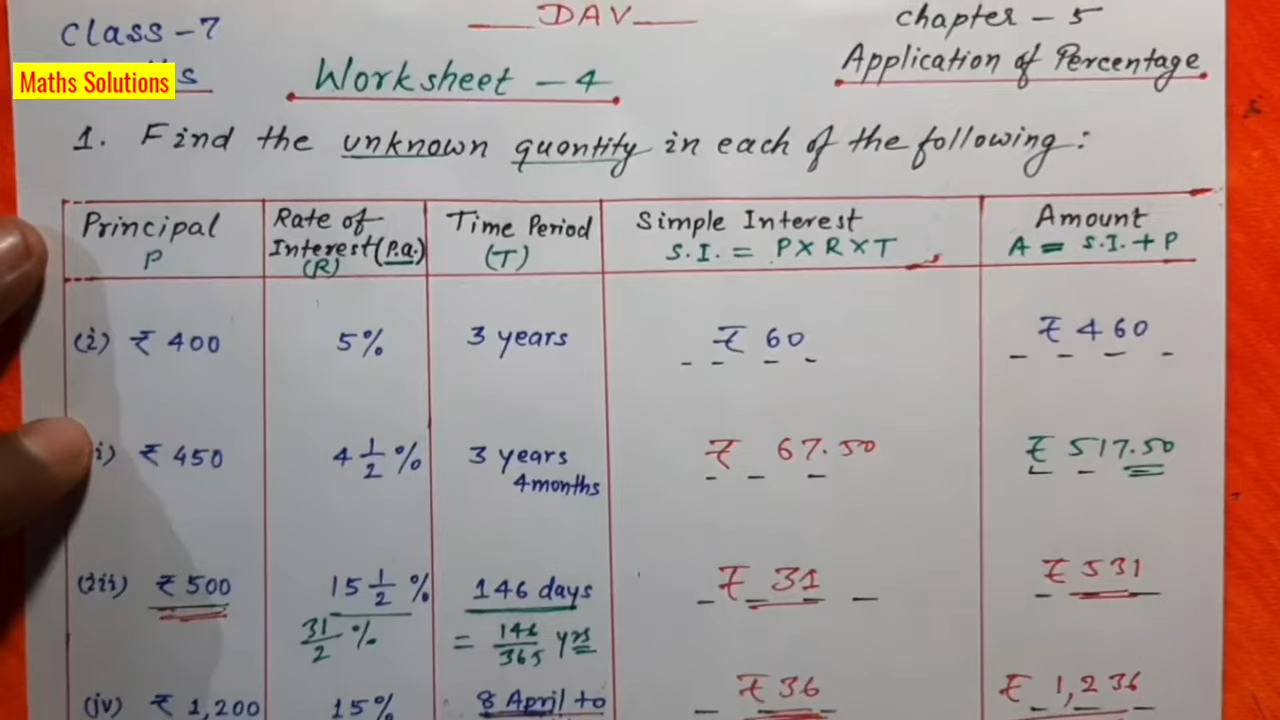 Class-7
DAV
chapter - 5
Maths Solutions
Worksheet - 4
Application of Percentage
1. Find the unknown quantity in each of the following:
Principal P
Rate of Interest (p.a.) (R)
Time Period (T)
Simple Interest S.I. = P×R×T
Amount A = S.I. + P
(i) ₹ 400 5% 3 years ₹ 60 ₹ 460
i) ₹ 450 4 1/2 % 3 years ₹ 67.50 ₹ 517.50
4months
(iii) ₹ 500 15 1/2 % 146 days ₹ 31 ₹ 531
31/2 % = 146/365 yrs
(iv) ₹ 1,200 15% 8 April to ₹ 36 ₹ 1,236